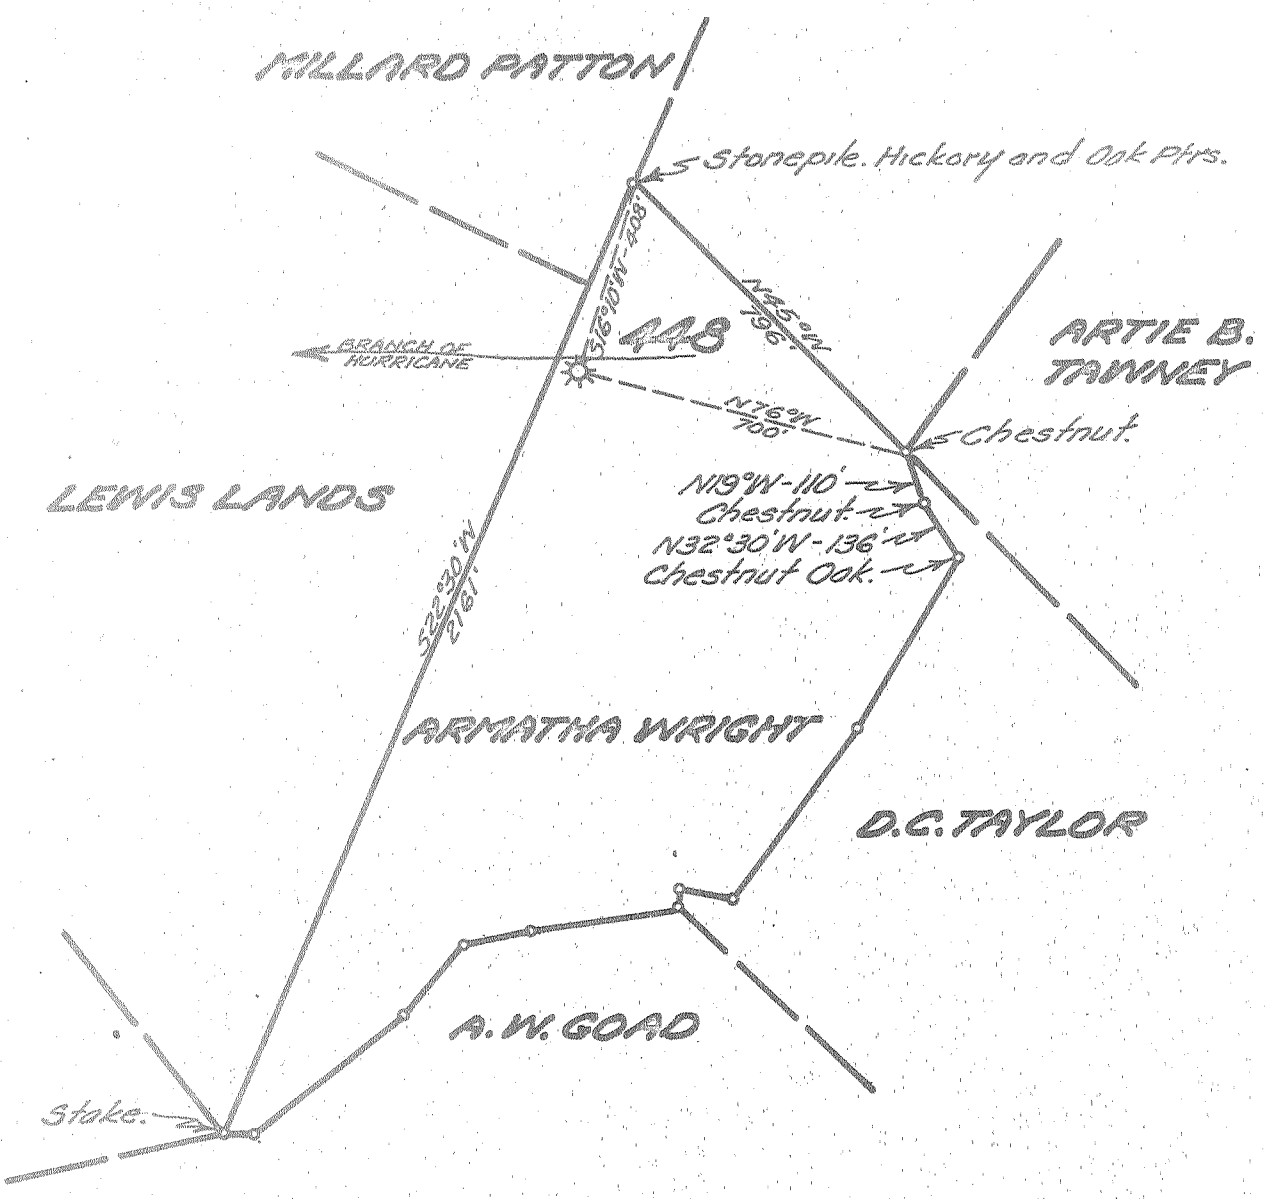 MILLARD PATTON
Stonepile. Hickory and Oak Ptrs.
S16°10'W-408'
N45°W
796'
448
ARTIE B.
TAWNEY
BRANCH OF
HURRICANE
N76°W
700'
Chestnut.
LEWIS LANDS
N19°W-110'
Chestnut.
N32°30'W-136'
Chestnut Oak.
S22°30'W
2161'
ARMATHA WRIGHT
D.C. TAYLOR
A.W. GOAD
Stake.